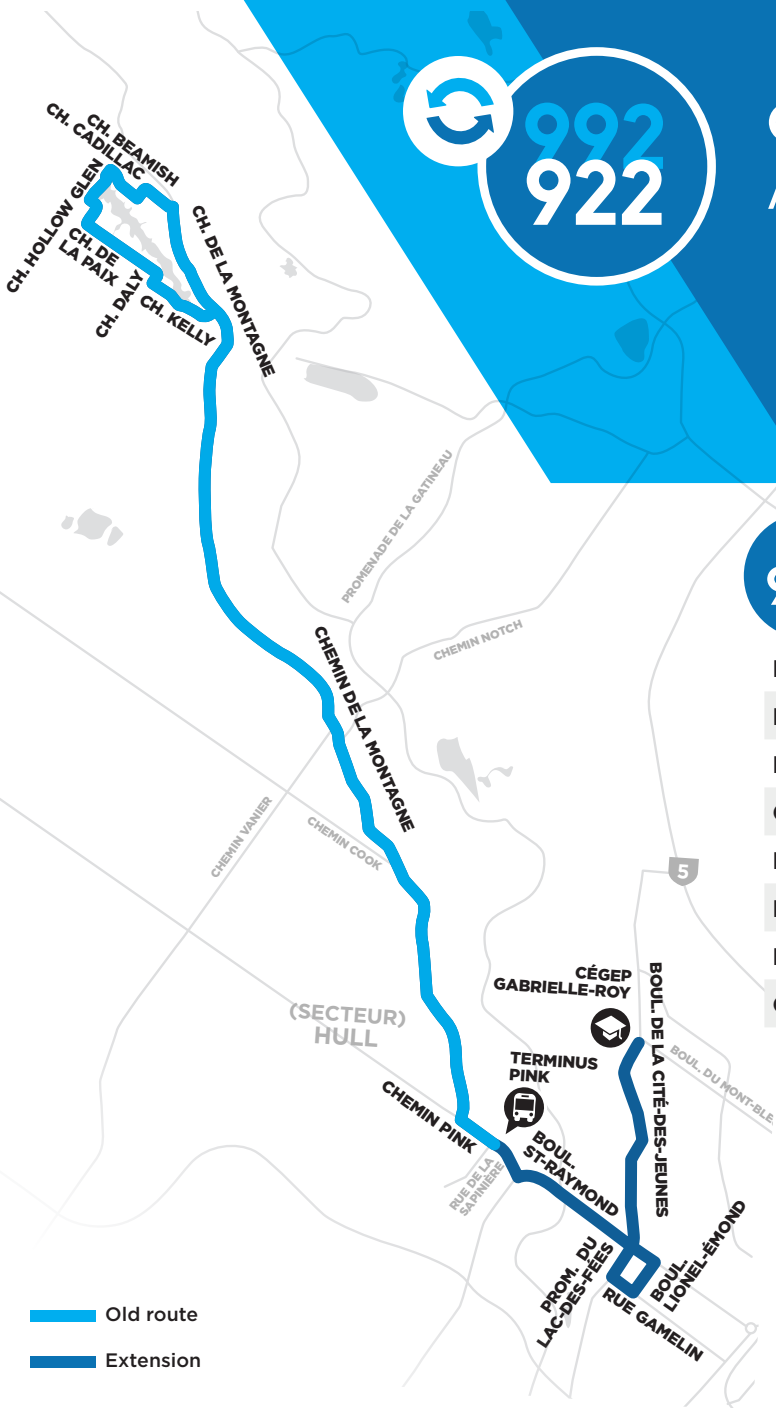 992
922
CH. BEAMISH
CH. CADILLAC
CH. HOLLOW GLEN
CH. DE
LA PAIX
CH. DALY
CH. KELLY
CH. DE LA MONTAGNE
PROMENADE DE LA GATINEAU
CHEMIN NOTCH
CHEMIN DE LA MONTAGNE
CHEMIN VANIER
CHEMIN COOK
5
(SECTEUR)
HULL
CÉGEP
GABRIELLE-ROY
BOUL. DE LA CITÉ-DES-JEUNES
BOUL. DU MONT-BLE
TERMINUS
PINK
CHEMIN PINK
BOUL.
ST-RAYMOND
RUE DE LA
SAPINIÈRE
PROM. DU
LAC-DES-FÉES
BOUL.
LIONEL-ÉMOND
RUE GAMELIN
Old route
Extension